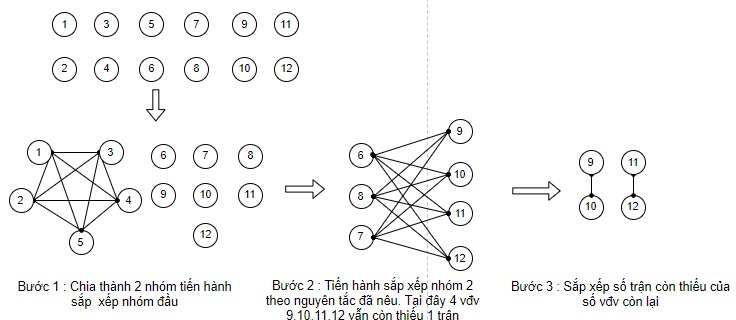 1 3 5 7 9 11
2 4 6 8 10 12
1 3
2 4
5
6 7 8
9 10 11
12
6
8
7
9
10
11
12
9 11
10 12
Bước 1 : Chia thành 2 nhóm tiến hành
sắp xếp nhóm đầu
Bước 2 : Tiến hành sắp xếp nhóm 2
theo nguyên tắc đã nêu. Tại đây 4 vđv
9,10,11,12 vẫn còn thiếu 1 trận
Bước 3 : Sắp xếp số trận còn thiếu của
số vđv còn lại